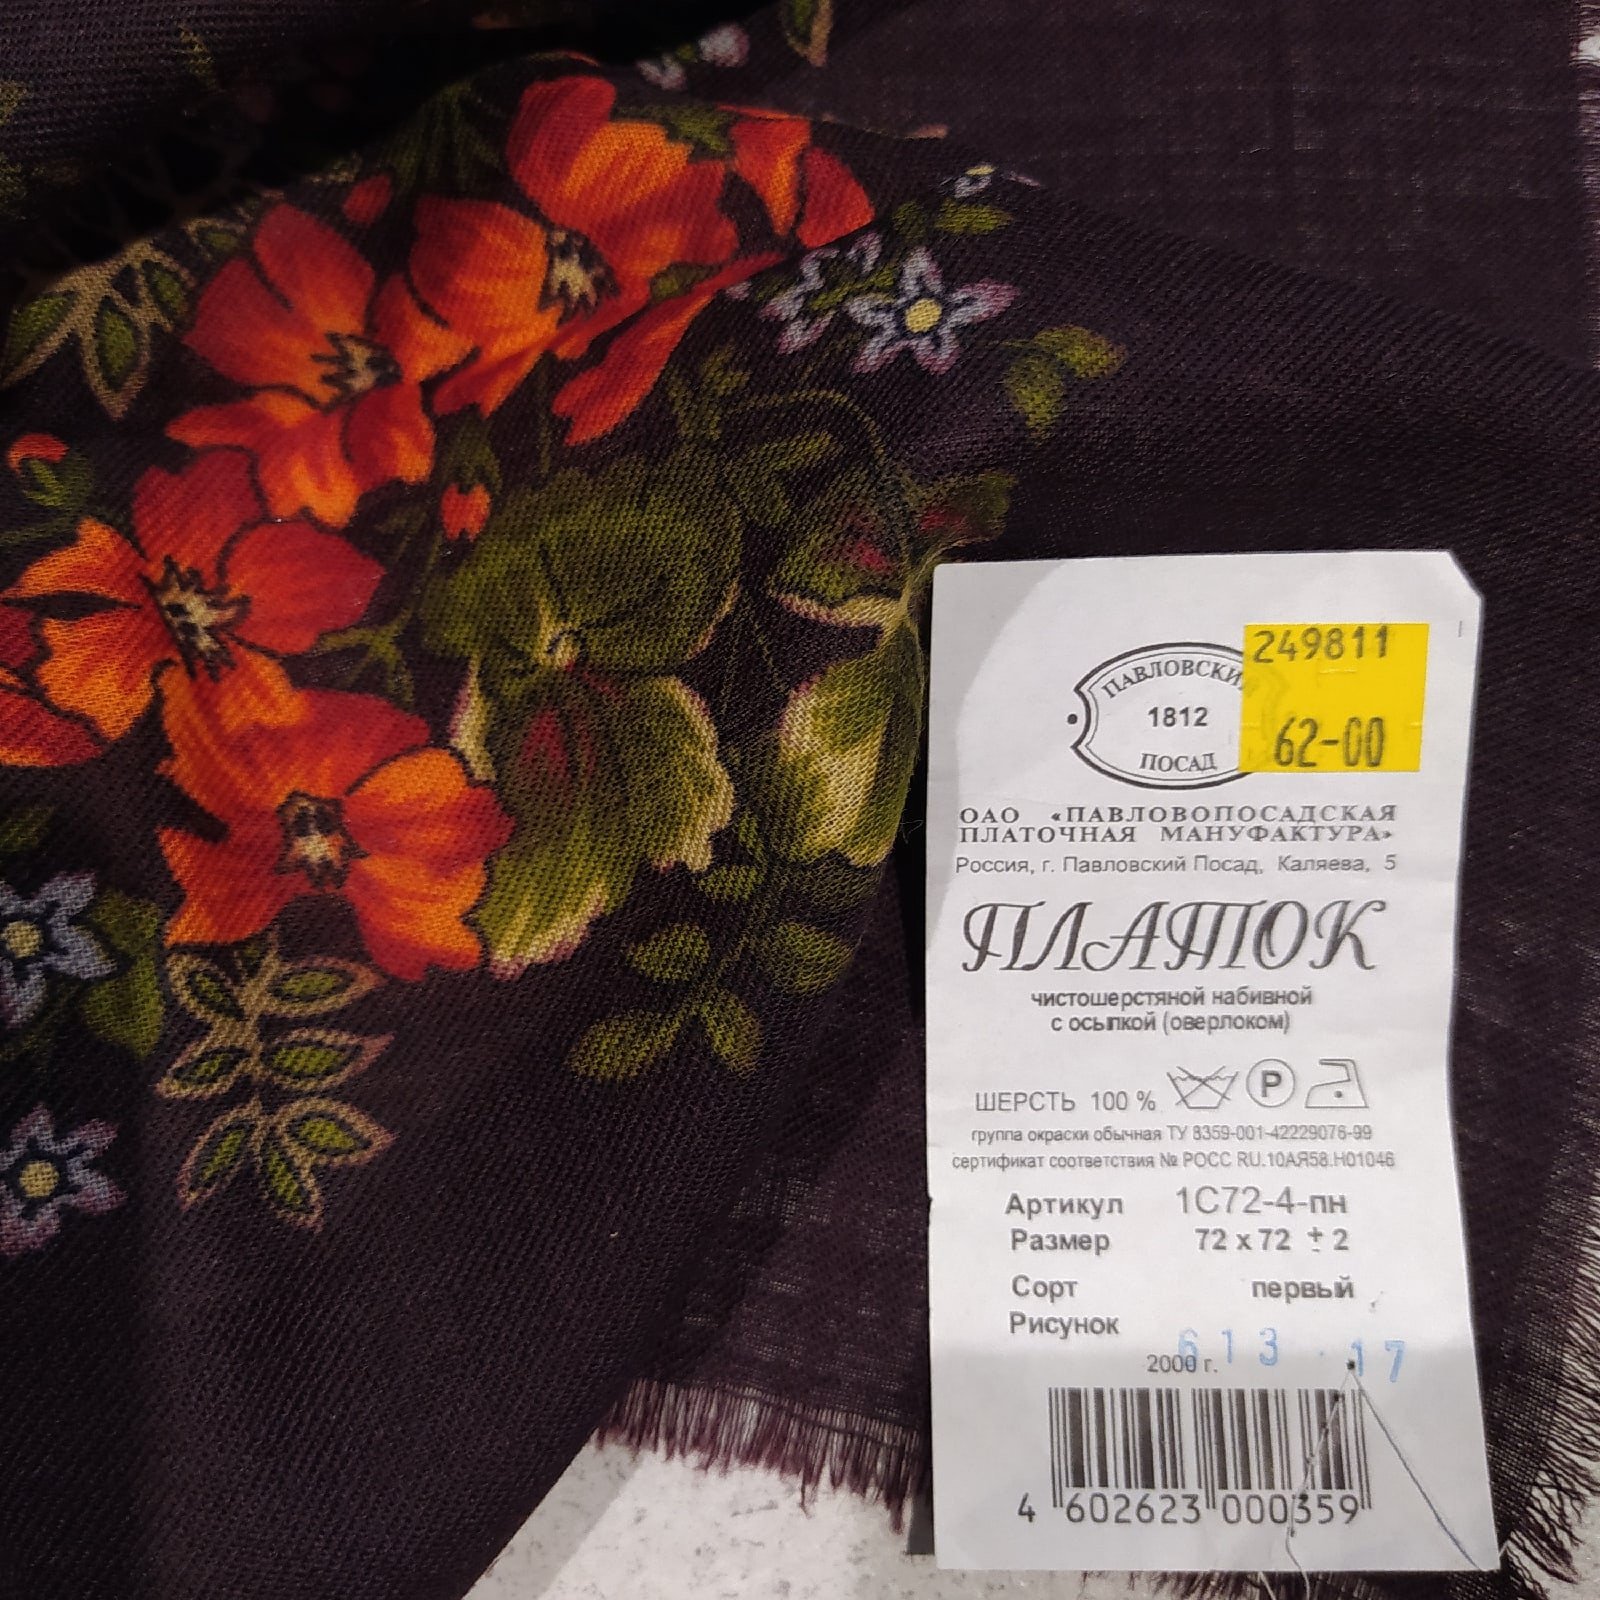 249811
62-00
ПАВЛОВСКИЙ
1812
ПОСАД
ОАО «ПАВЛОВОПОСАДСКАЯ
ПЛАТОЧНАЯ МАНУФАКТУРА»
Россия, г. Павловский Посад, Каляева, 5
ПЛАТОК
чистошерстяной набивной
с осыпкой (оверлоком)
ШЕРСТЬ 100 % P
группа окраски обычная ТУ 8359-001-42229076-99
сертификат соответствия № РОСС RU.10АЯ58.Н01046
Артикул 1С72-4-пн
Размер 72 х 72 ± 2
Сорт первый
Рисунок 613 · 17
2000 г.
4 602623 000359